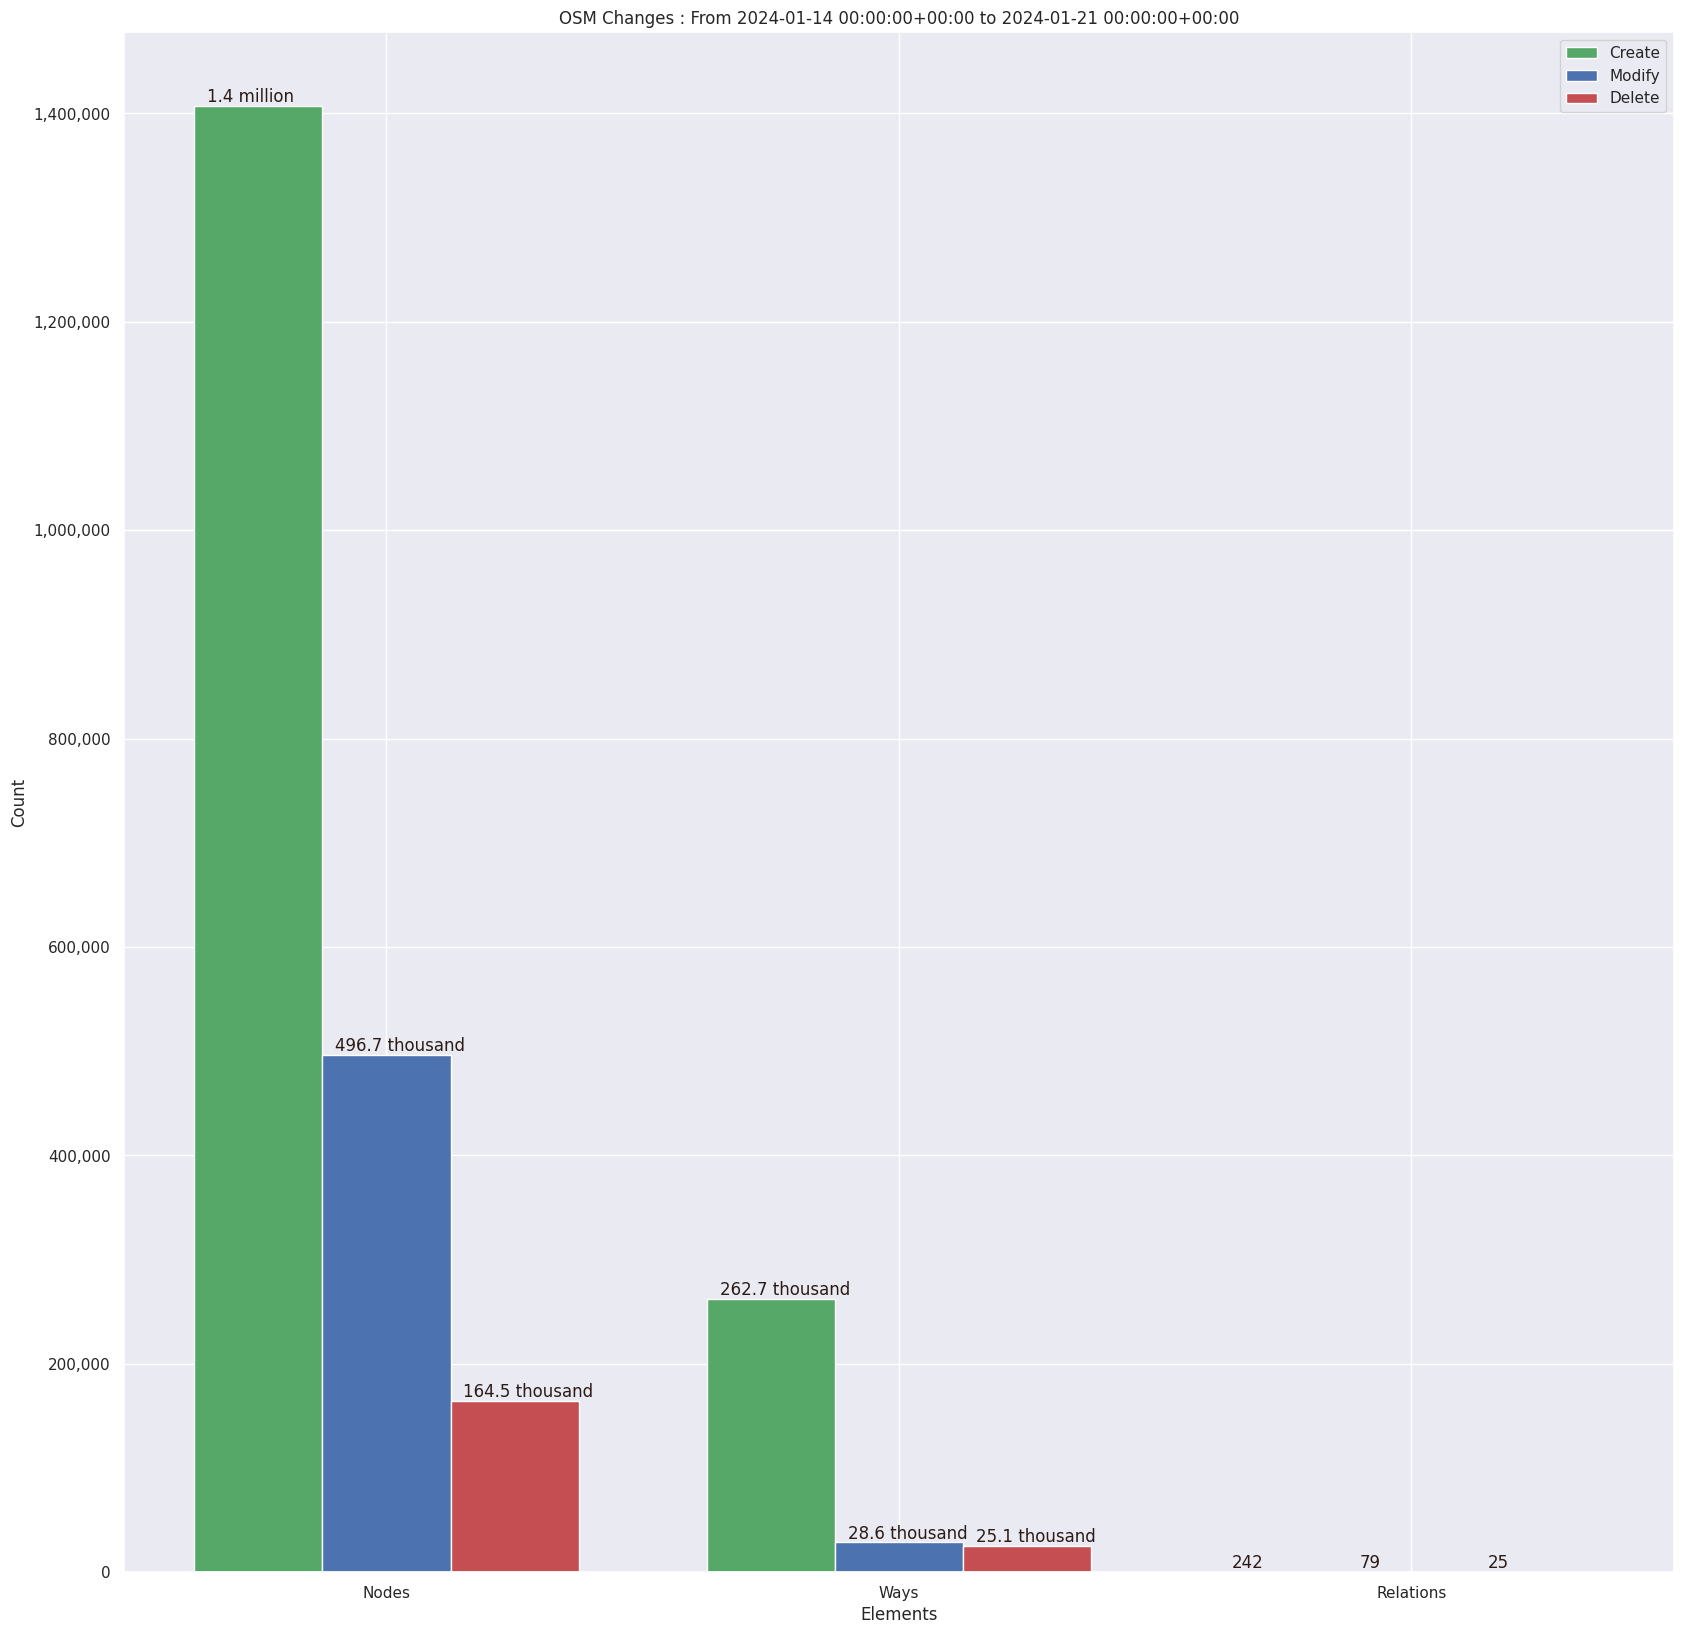 OSM Changes : From 2024-01-14 00:00:00+00:00 to 2024-01-21 00:00:00+00:00
Create
Modify
Delete
1.4 million
1,400,000
1,200,000
1,000,000
800,000
Count
600,000
496.7 thousand
400,000
262.7 thousand
200,000
164.5 thousand
28.6 thousand
25.1 thousand
242
79
25
0
Nodes
Ways
Relations
Elements